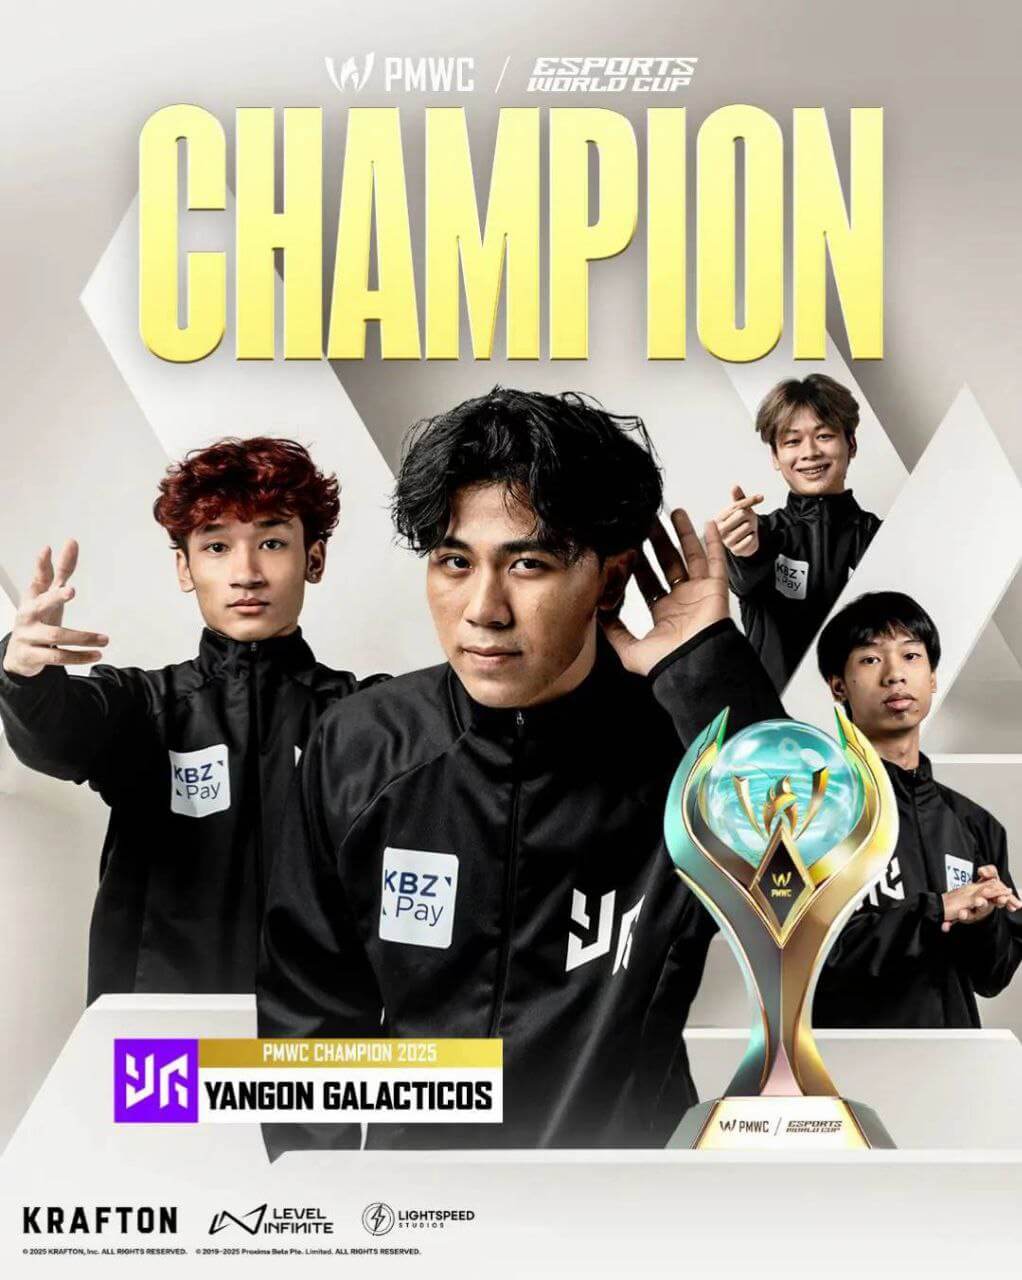 PMWC / ESPORTS WORLD CUP
CHAMPION
KBZ Pay
KBZ
Pay
KBZ
Pay
PMWC
PMWC CHAMPION 2025
YANGON GALACTICOS
PMWC / ESPORTS WORLD CUP
KRAFTON LEVEL INFINITE LIGHTSPEED STUDIOS
© 2025 KRAFTON, Inc. ALL RIGHTS RESERVED. © 2019-2025 Proxima Beta Pte. Limited. ALL RIGHTS RESERVED.